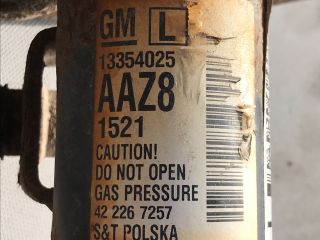 GM L
13354025
AAZ8
1521
CAUTION!
DO NOT OPEN
GAS PRESSURE
42 226 7257
S&T POLSKA